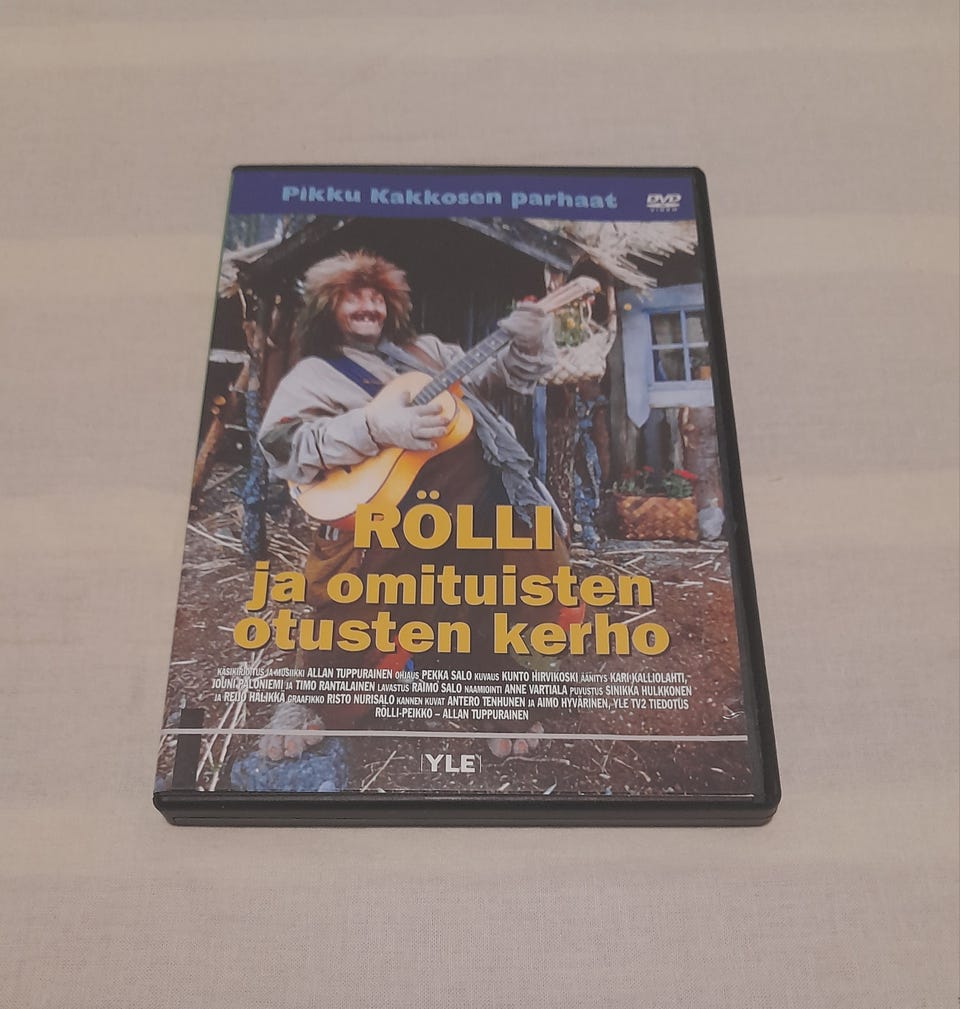 Pikku Kakkosen parhaat
DVD
VIDEO
RÖLLI
ja omituisten
otusten kerho
KÄSIKIRJOITUS JA MUSIIKKI ALLAN TUPPURAINEN OHJAUS PEKKA SALO KUVAUS KUNTO HIRVIKOSKI ÄÄNITYS KARI KALLIOLAHTI,
JOUNI PALONIEMI JA TIMO RANTALAINEN LAVASTUS RAIMO SALO NAAMIOINTI ANNE VARTIALA PUVUSTUS SINIKKA HULKKONEN
JA REIJO HALIKKA GRAAFIKKO RISTO NURISALO KANNEN KUVAT ANTERO TENHUNEN JA AIMO HYVÄRINEN, YLE TV2 TIEDOTUS
RÖLLI-PEIKKO – ALLAN TUPPURAINEN
YLE